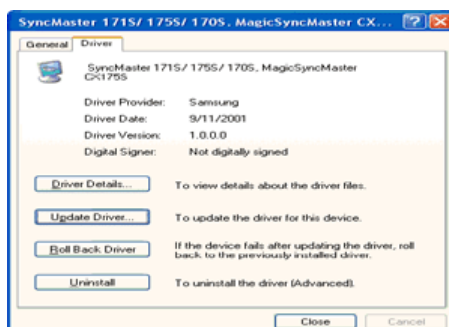 SyncMaster 171S/ 175S/ 170S, MagicSyncMaster CX...
General Driver
SyncMaster 171S/ 175S/ 170S, MagicSyncMaster
CX175S
Driver Provider: Samsung
Driver Date: 9/11/2001
Driver Version: 1.0.0.0
Digital Signer: Not digitally signed
Driver Details... To view details about the driver files.
Update Driver... To update the driver for this device.
Roll Back Driver If the device fails after updating the driver, roll
back to the previously installed driver.
Uninstall To uninstall the driver (Advanced).
Close Cancel